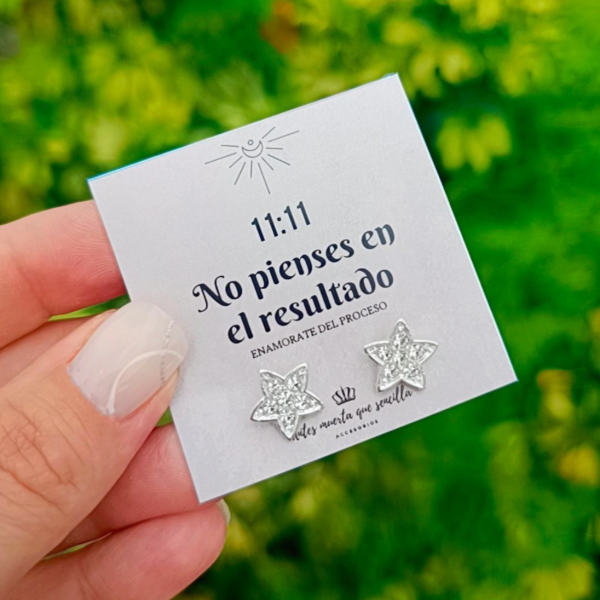 11:11
No pienses en
el resultado
ENAMORATE DEL PROCESO
Antes muerta que sencilla
ACCESORIOS